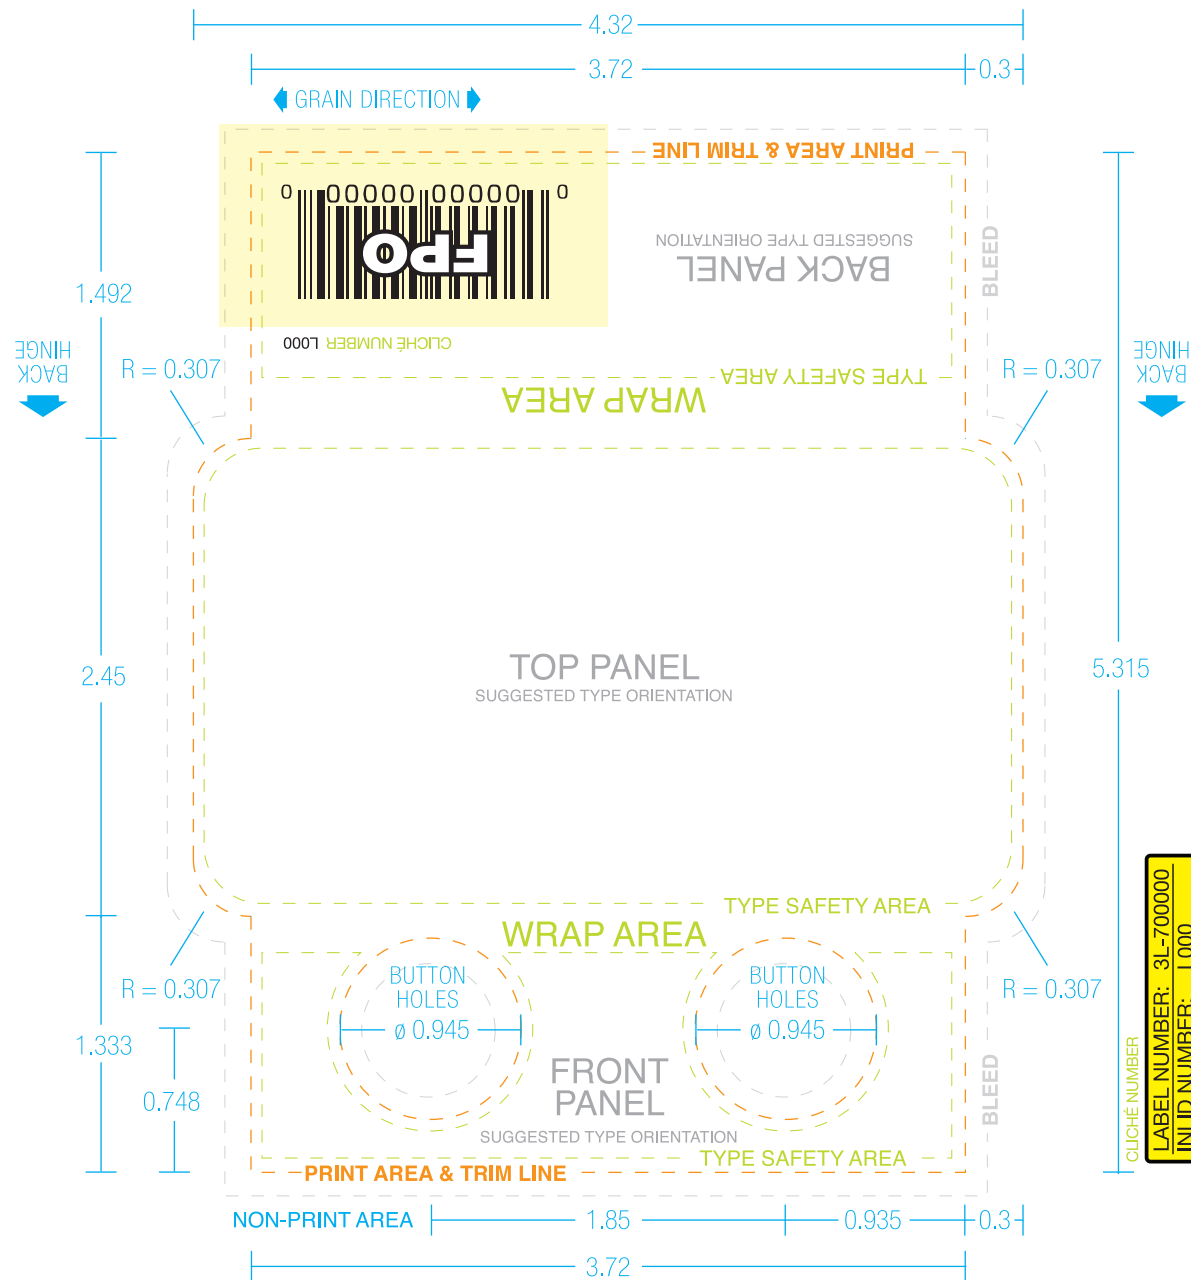 4.32
3.72
0.3
GRAIN DIRECTION
PRINT AREA & TRIM LINE
0 00000 00000 0
FPO
SUGGESTED TYPE ORIENTATION
BACK PANEL
BLEED
1.492
CLICHÉ NUMBER L000
BACK
HINGE
BACK
HINGE
R = 0.307
TYPE SAFETY AREA
R = 0.307
WRAP AREA
TOP PANEL
SUGGESTED TYPE ORIENTATION
2.45
5.315
TYPE SAFETY AREA
WRAP AREA
R = 0.307
BUTTON
HOLES
ø 0.945
BUTTON
HOLES
ø 0.945
R = 0.307
1.333
0.748
FRONT
PANEL
SUGGESTED TYPE ORIENTATION
BLEED
TYPE SAFETY AREA
PRINT AREA & TRIM LINE
CLICHÉ NUMBER
LABEL NUMBER: 3L-700000
INLID NUMBER: L000
NON-PRINT AREA
1.85
0.935
0.3
3.72